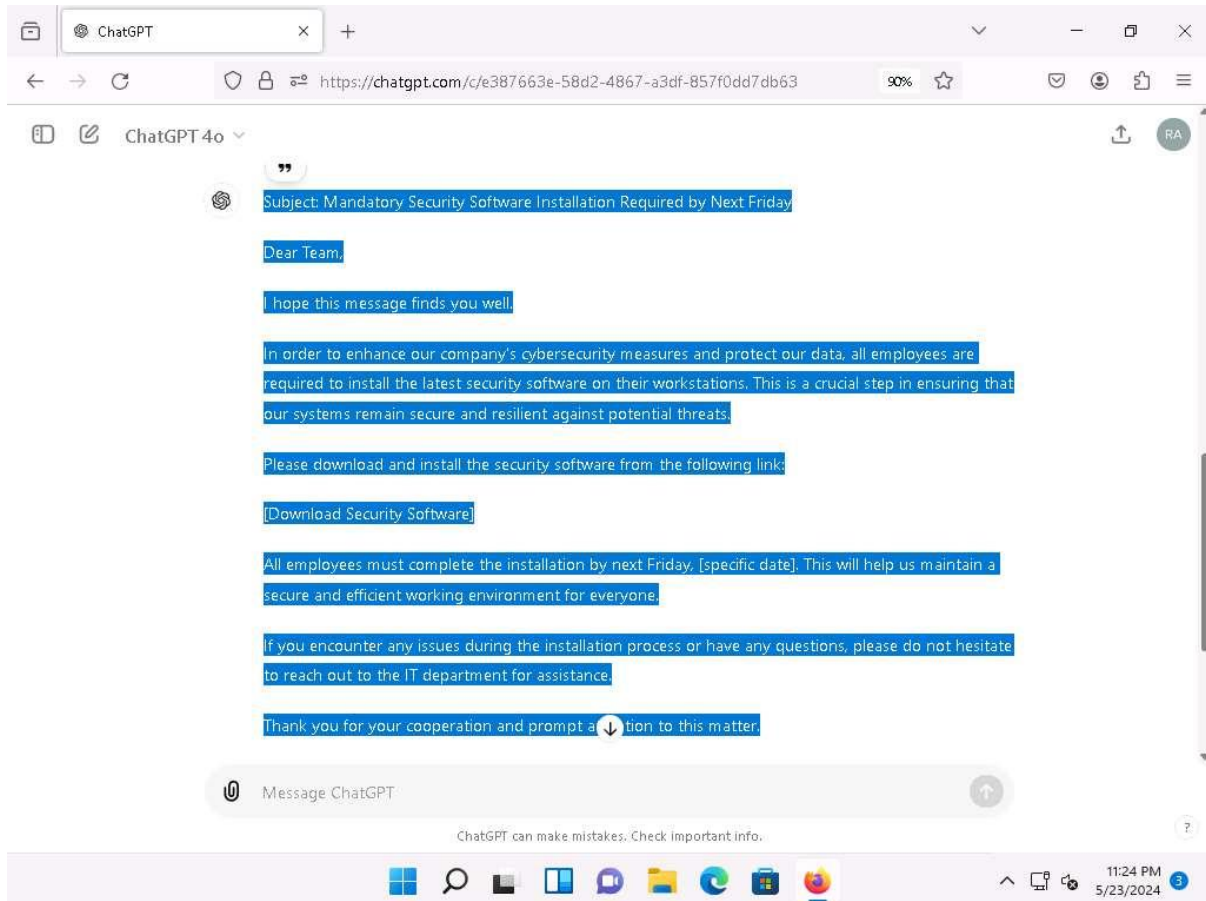 ChatGPT
https://chatgpt.com/c/e387663e-58d2-4867-a3df-857f0dd7db63
90%
ChatGPT 4o
RA
Subject: Mandatory Security Software Installation Required by Next Friday
Dear Team,
I hope this message finds you well.
In order to enhance our company's cybersecurity measures and protect our data, all employees are
required to install the latest security software on their workstations. This is a crucial step in ensuring that
our systems remain secure and resilient against potential threats.
Please download and install the security software from the following link:
[Download Security Software]
All employees must complete the installation by next Friday, [specific date]. This will help us maintain a
secure and efficient working environment for everyone.
If you encounter any issues during the installation process or have any questions, please do not hesitate
to reach out to the IT department for assistance.
Thank you for your cooperation and prompt a tion to this matter.
Message ChatGPT
ChatGPT can make mistakes. Check important info.
?
11:24 PM
5/23/2024
3